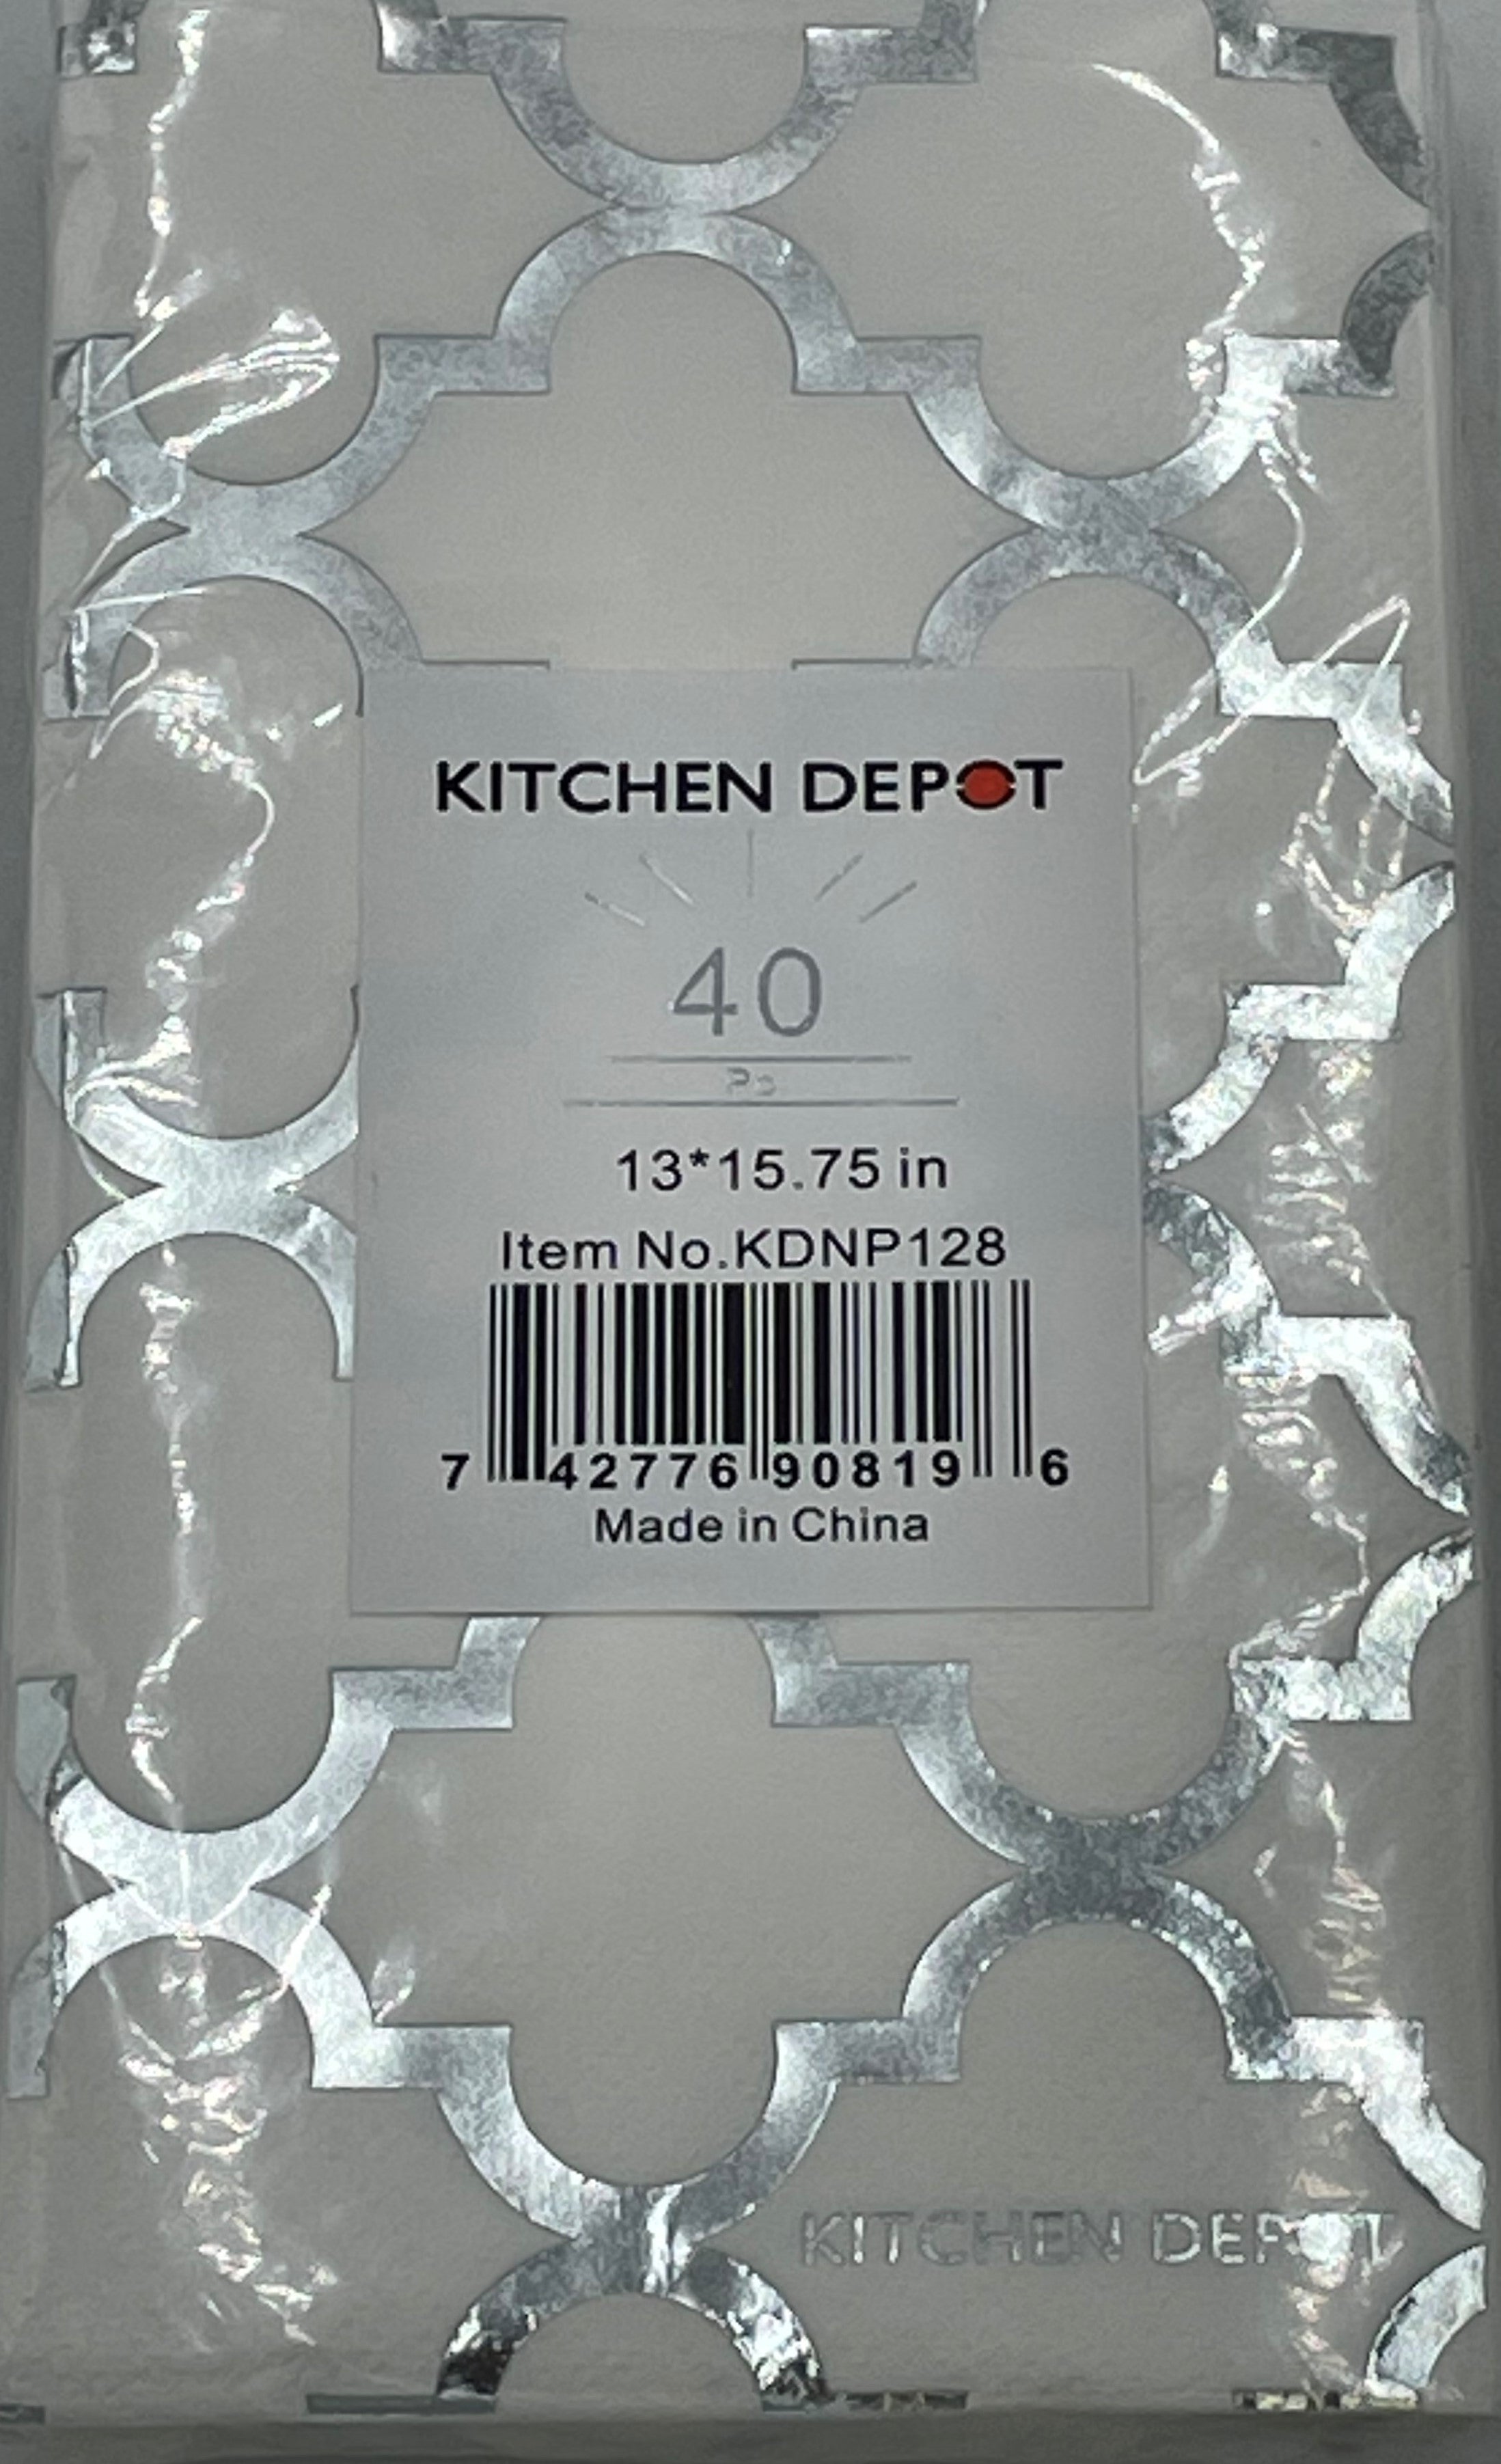 KITCHEN DEPOT
40
Pc
13*15.75 in
Item No.KDNP128
7 42776 90819 6
Made in China
KITCHEN DEPOT